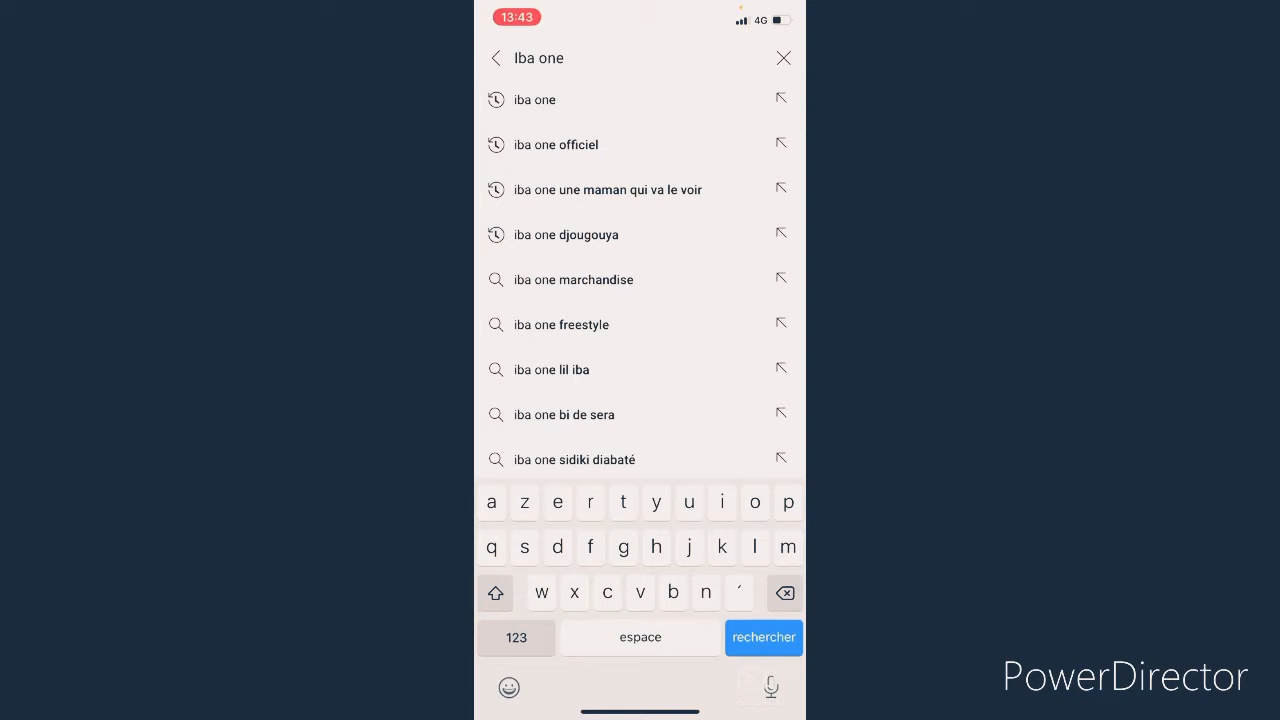 13:43
4G
Iba one
iba one
iba one officiel
iba one une maman qui va le voir
iba one djougouya
iba one marchandise
iba one freestyle
iba one lil iba
iba one bi de sera
iba one sidiki diabaté
a z e r t y u i o p
q s d f g h j k l m
w x c v b n ´
123 espace rechercher
PowerDirector